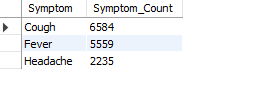 Symptom Symptom_Count
Cough 6584
Fever 5559
Headache 2235